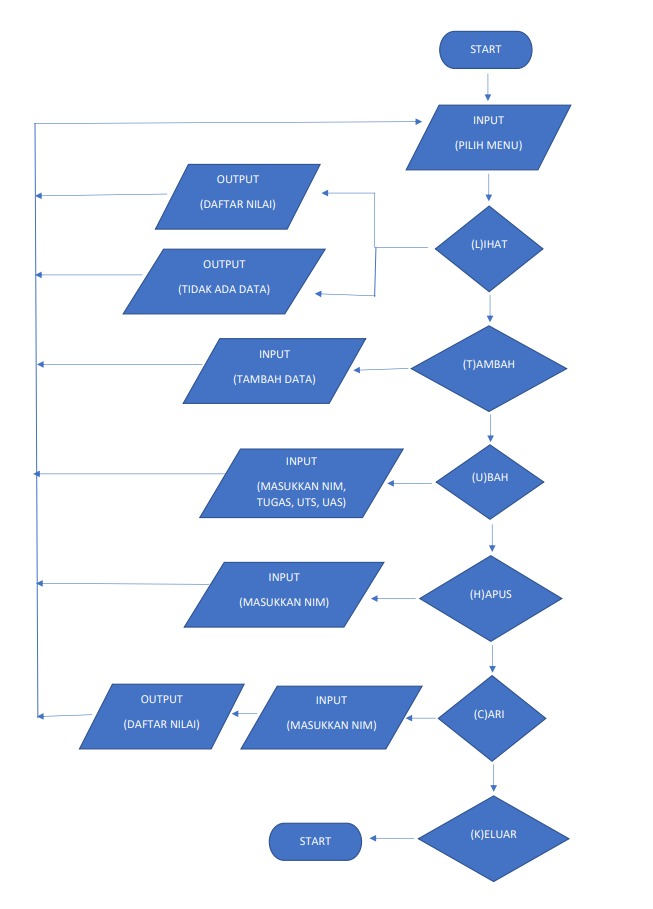 START
INPUT
(PILIH MENU)
OUTPUT
(DAFTAR NILAI)
(L)IHAT
OUTPUT
(TIDAK ADA DATA)
INPUT
(TAMBAH DATA)
(T)AMBAH
INPUT
(MASUKKAN NIM,
TUGAS, UTS, UAS)
(U)BAH
INPUT
(MASUKKAN NIM)
(H)APUS
OUTPUT
(DAFTAR NILAI)
INPUT
(MASUKKAN NIM)
(C)ARI
START
(K)ELUAR